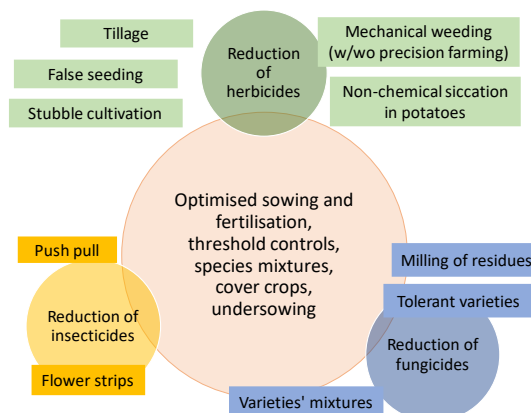 Tillage
False seeding
Stubble cultivation
Reduction
of
herbicides
Mechanical weeding
(w/wo precision farming)
Non-chemical siccation
in potatoes
Optimised sowing and
fertilisation,
threshold controls,
species mixtures,
cover crops,
undersowing
Push pull
Reduction of
insecticides
Flower strips
Milling of residues
Tolerant varieties
Reduction of
fungicides
Varieties' mixtures